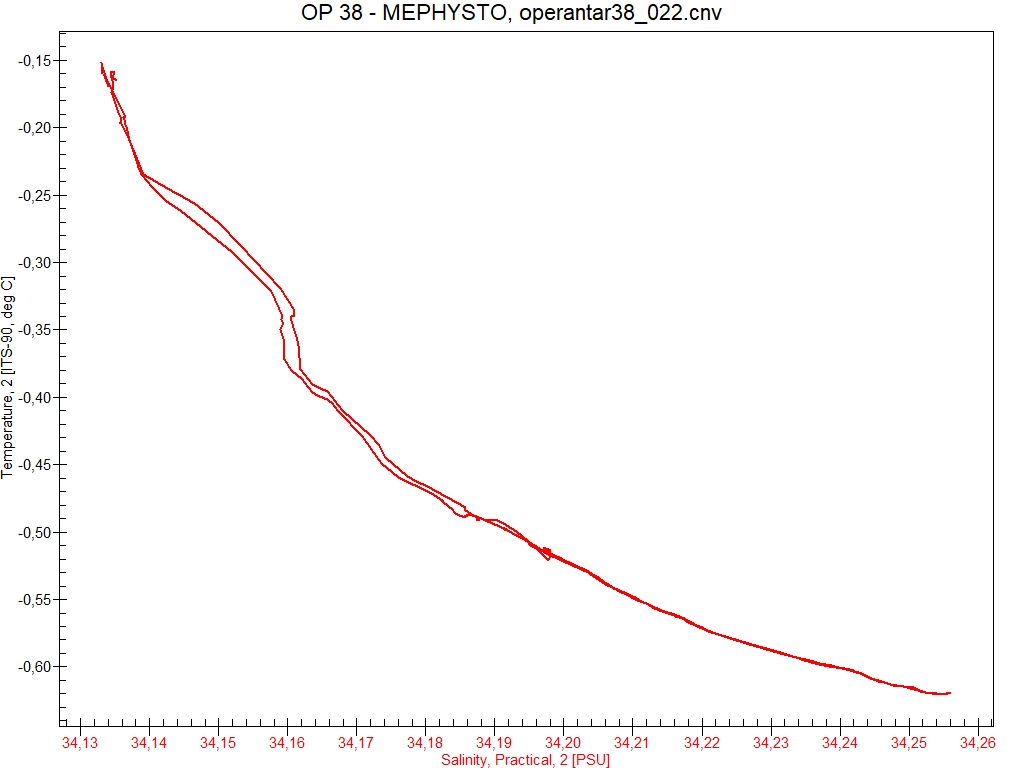 OP 38 - MEPHYSTO, operantar38_022.cnv
-0,15
-0,20
-0,25
-0,30
-0,35
-0,40
-0,45
-0,50
-0,55
-0,60
Temperature, 2 [ITS-90, deg C]
34,13 34,14 34,15 34,16 34,17 34,18 34,19 34,20 34,21 34,22 34,23 34,24 34,25 34,26
Salinity, Practical, 2 [PSU]